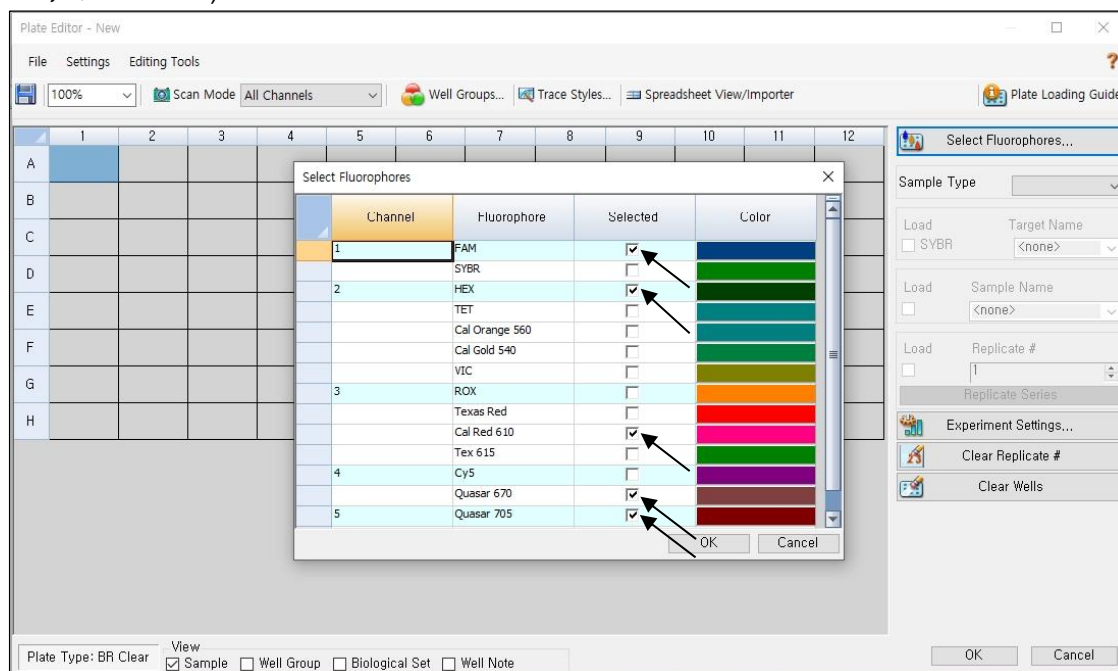 Plate Editor - New
File Settings Editing Tools
100% Scan Mode All Channels Well Groups... Trace Styles... Spreadsheet View/Importer Plate Loading Guide
1 2 3 4 5 6 7 8 9 10 11 12
A
B
C
D
E
F
G
H
Select Fluorophores
Channel Fluorophore Selected Color
1 FAM
SYBR
2 HEX
TET
Cal Orange 560
Cal Gold 540
VIC
3 ROX
Texas Red
Cal Red 610
Tex 615
4 Cy5
Quasar 670
5 Quasar 705
OK Cancel
Select Fluorophores...
Sample Type
Load Target Name
SYBR <none>
Load Sample Name
<none>
Load Replicate #
1
Replicate Series
Experiment Settings...
Clear Replicate #
Clear Wells
Plate Type: BR Clear
View
Sample Well Group Biological Set Well Note
OK Cancel